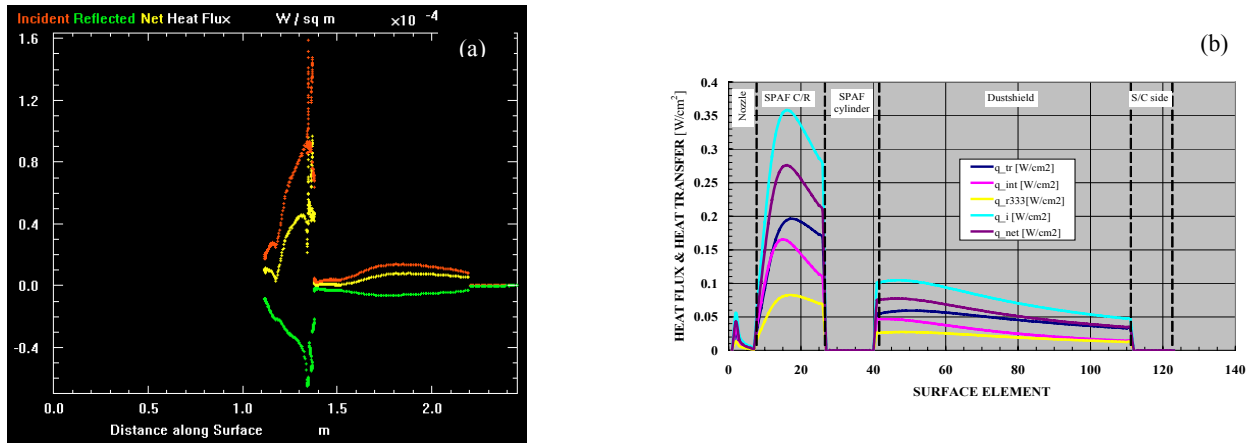 Incident Reflected Net Heat Flux W / sq m ×10 -4
(a)
1.6
1.2
0.8
0.4
0.0
-0.4
0.0 0.5 1.0 1.5 2.0
Distance along Surface m
(b)
HEAT FLUX & HEAT TRANSFER [ W/cm²]
0.4
0.35
0.3
0.25
0.2
0.15
0.1
0.05
0
Nozzle
SPAF C/R
SPAF
cylinder
Dustshield
S/C side
q_tr [W/cm2]
q_int [W/cm2]
q_r333[W/cm2]
q_i [W/cm2]
q_net [W/cm2]
0 20 40 60 80 100 120 140
SURFACE ELEMENT